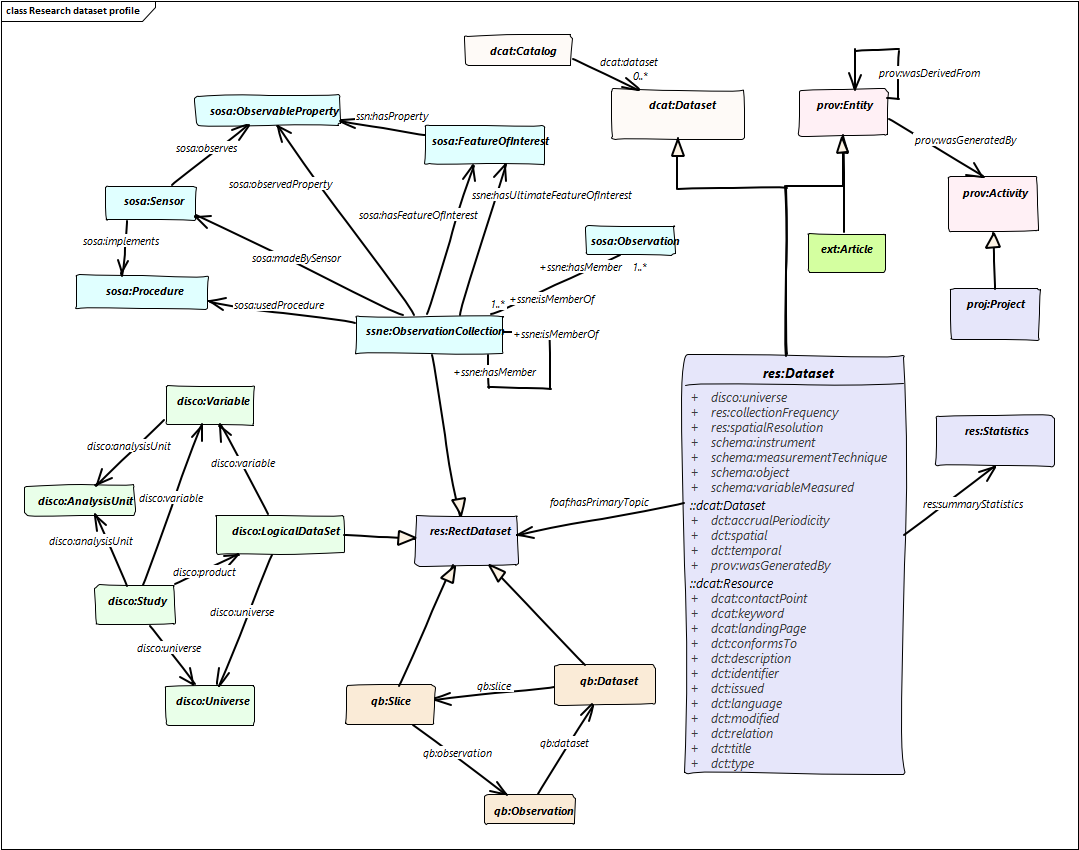 class Research dataset profile
dcat:Catalog
dcat:dataset
0..*
dcat:Dataset
prov:wasDerivedFrom
prov:Entity
prov:wasGeneratedBy
prov:Activity
sosa:ObservableProperty
ssn:hasProperty
sosa:FeatureOfInterest
sosa:observes
sosa:observedProperty
ssne:hasUltimateFeatureOfInterest
sosa:Sensor
sosa:hasFeatureOfInterest
sosa:implements
sosa:madeBySensor
sosa:Observation
+ssne:hasMember 1..*
ext:Article
sosa:Procedure
sosa:usedProcedure
1..* +ssne:isMemberOf
proj:Project
ssne:ObservationCollection
+ssne:isMemberOf
+ssne:hasMember
res:Dataset
+ disco:universe
+ res:collectionFrequency
+ res:spatialResolution
+ schema:instrument
+ schema:measurementTechnique
+ schema:object
+ schema:variableMeasured
::dcat:Dataset
+ dct:accrualPeriodicity
+ dct:spatial
+ dct:temporal
+ prov:wasGeneratedBy
::dcat:Resource
+ dcat:contactPoint
+ dcat:keyword
+ dcat:landingPage
+ dct:conformsTo
+ dct:description
+ dct:identifier
+ dct:issued
+ dct:language
+ dct:modified
+ dct:relation
+ dct:title
+ dct:type
res:Statistics
res:summaryStatistics
disco:Variable
disco:analysisUnit
disco:variable
disco:AnalysisUnit
disco:variable
foaf:hasPrimaryTopic
disco:LogicalDataSet
res:RectDataset
disco:analysisUnit
disco:product
disco:Study
disco:universe
disco:universe
disco:Universe
qb:Slice
qb:slice
qb:Dataset
qb:observation
qb:dataset
qb:Observation